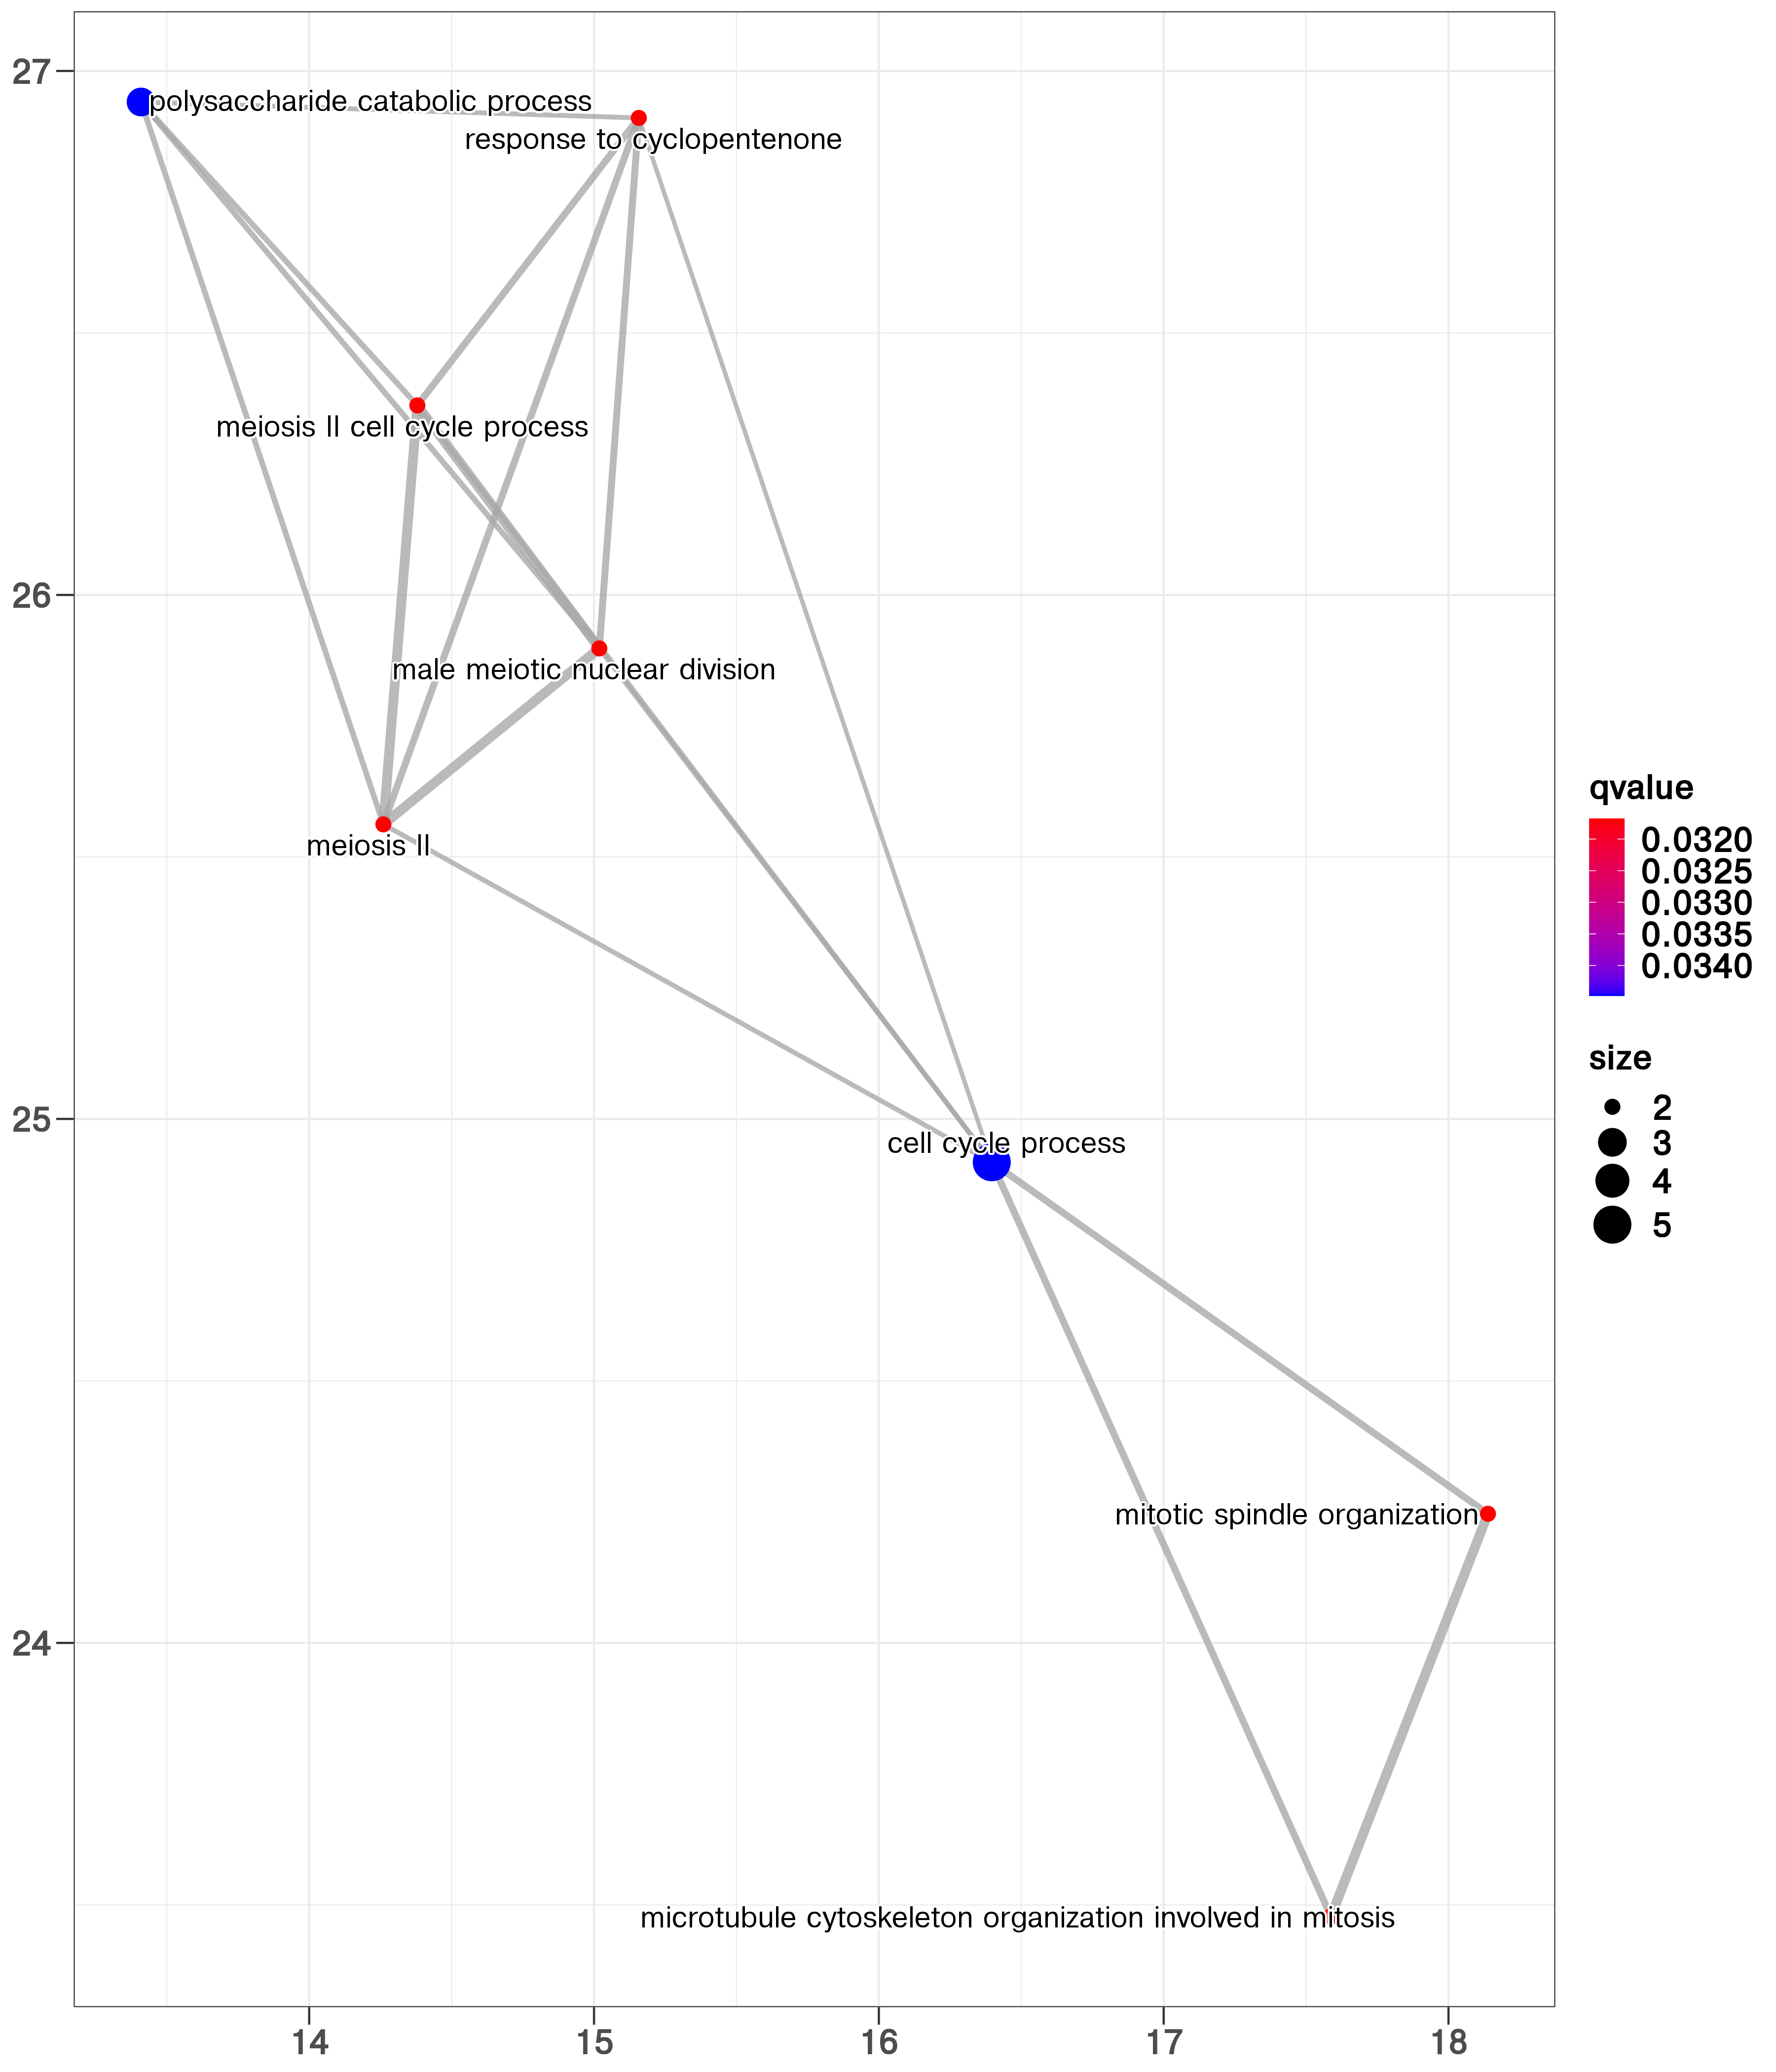 27
polysaccharide catabolic process
response to cyclopentenone
meiosis II cell cycle process
26
male meiotic nuclear division
meiosis II
25
cell cycle process
mitotic spindle organization
24
microtubule cytoskeleton organization involved in mitosis
14 15 16 17 18
qvalue
0.0320
0.0325
0.0330
0.0335
0.0340
size
2
3
4
5